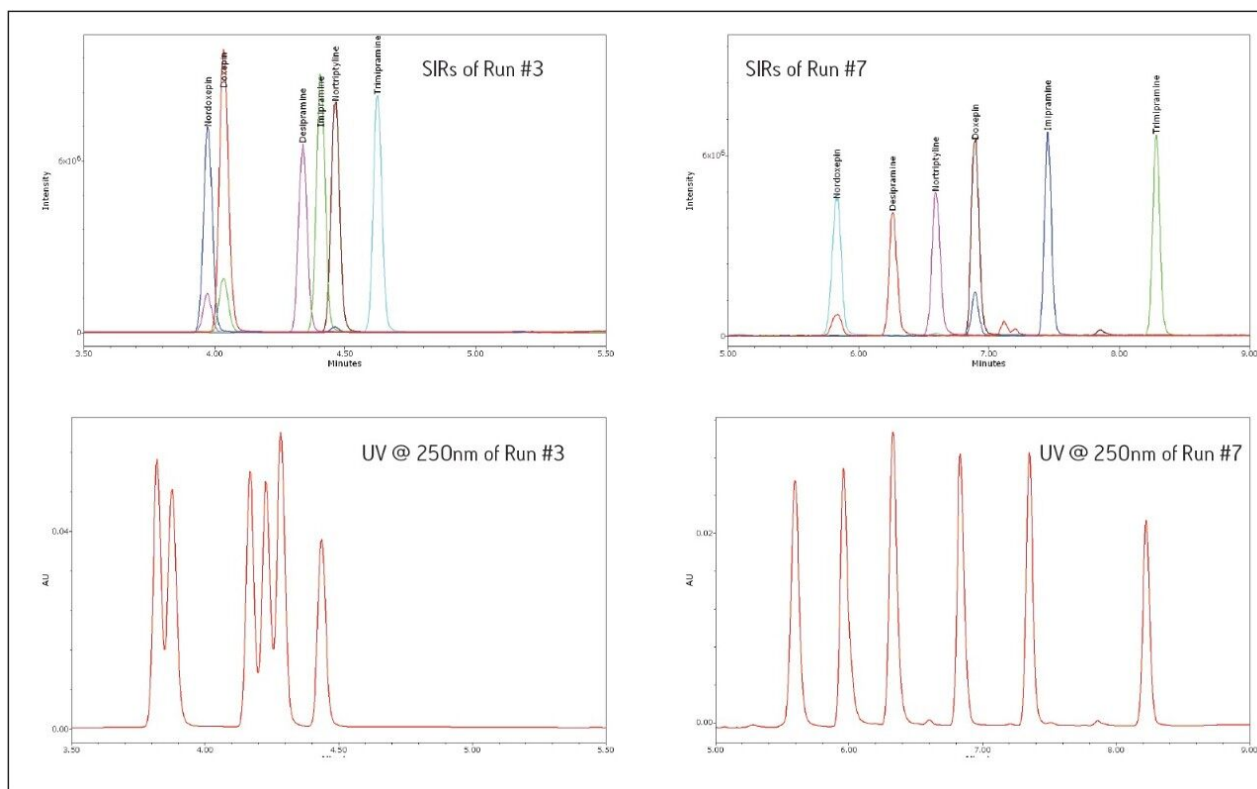 SIRs of Run #3
Nordoxepin
Doxepin
Desipramine
Imipramine
Nortriptyline
Trimipramine
Intensity
6x10⁶
0
3.50 4.00 4.50 5.00 5.50
Minutes
SIRs of Run #7
Nordoxepin
Desipramine
Nortriptyline
Doxepin
Imipramine
Trimipramine
Intensity
6x10⁶
0
5.00 6.00 7.00 8.00 9.00
Minutes
UV @ 250nm of Run #3
AU
0.04
0.00
3.50 4.00 4.50 5.00 5.50
UV @ 250nm of Run #7
AU
0.02
0.00
5.00 6.00 7.00 8.00 9.00